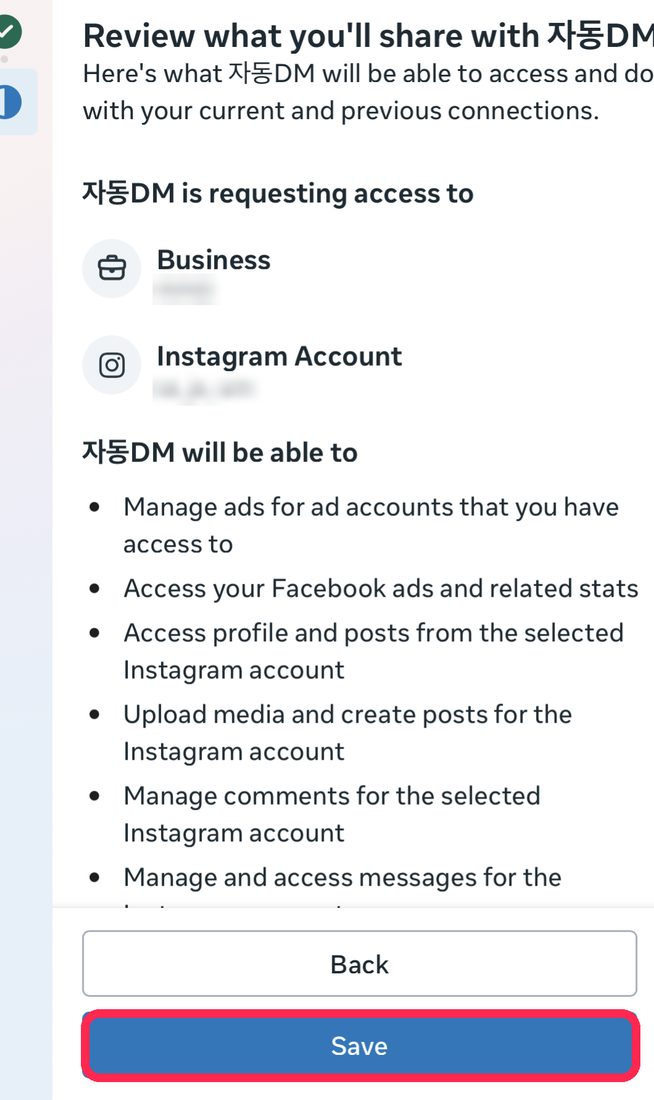 Review what you'll share with 자동DM
Here's what 자동DM will be able to access and do
with your current and previous connections.
자동DM is requesting access to
Business
Instagram Account
자동DM will be able to
• Manage ads for ad accounts that you have
access to
• Access your Facebook ads and related stats
• Access profile and posts from the selected
Instagram account
• Upload media and create posts for the
Instagram account
• Manage comments for the selected
Instagram account
• Manage and access messages for the
Back
Save